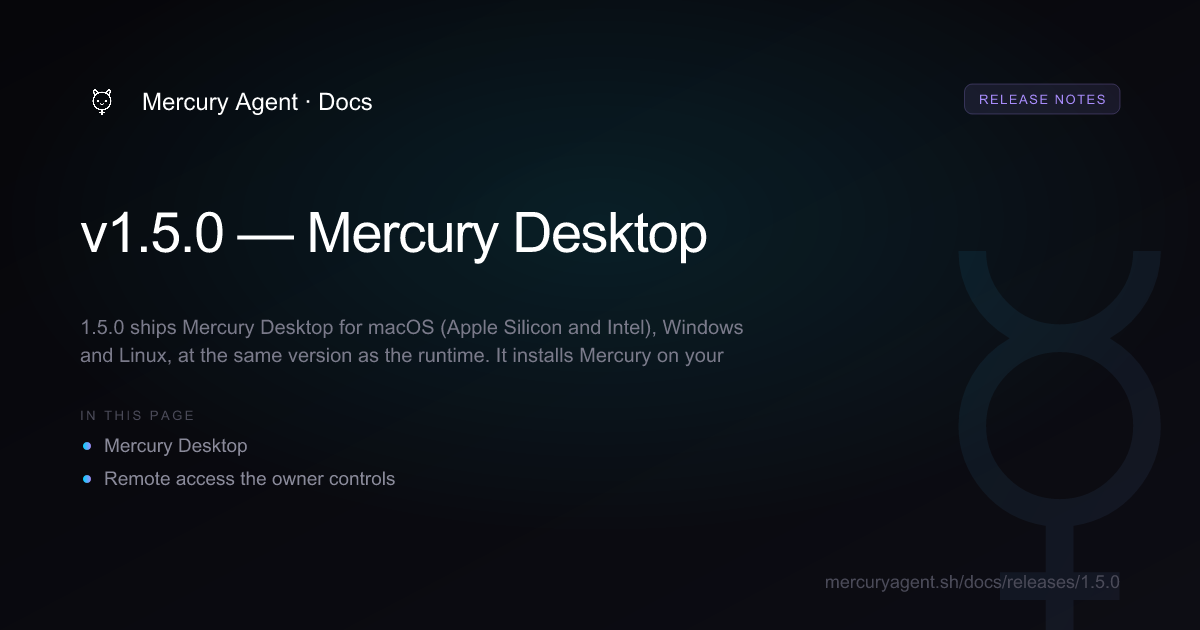 Mercury Agent · Docs
RELEASE NOTES
v1.5.0 — Mercury Desktop
1.5.0 ships Mercury Desktop for macOS (Apple Silicon and Intel), Windows
and Linux, at the same version as the runtime. It installs Mercury on your
IN THIS PAGE
Mercury Desktop
Remote access the owner controls
mercuryagent.sh/docs/releases/1.5.0